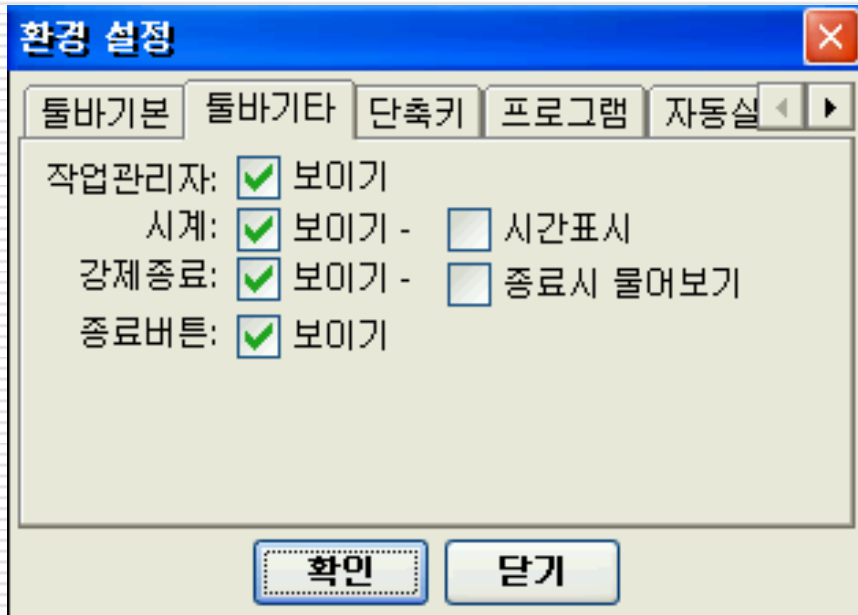 환경 설정
툴바기본 툴바기타 단축키 프로그램 자동실
작업관리자: 보이기
시계: 보이기 - 시간표시
강제종료: 보이기 - 종료시 물어보기
종료버튼: 보이기
확인 닫기